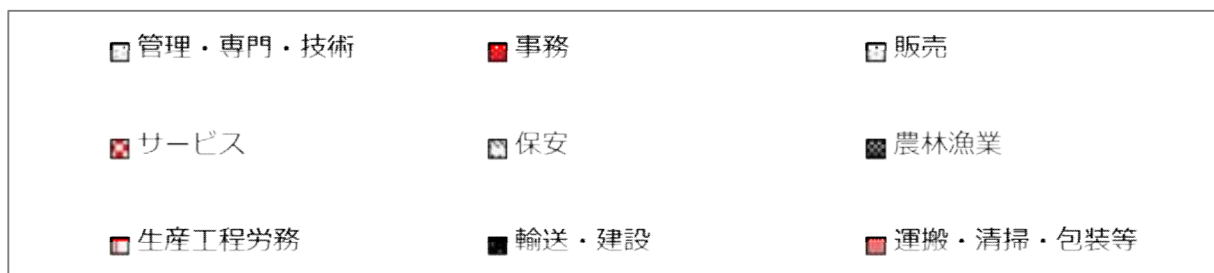 管理・専門・技術 事務 販売
サービス 保安 農林漁業
生産工程労務 輸送・建設 運搬・清掃・包装等